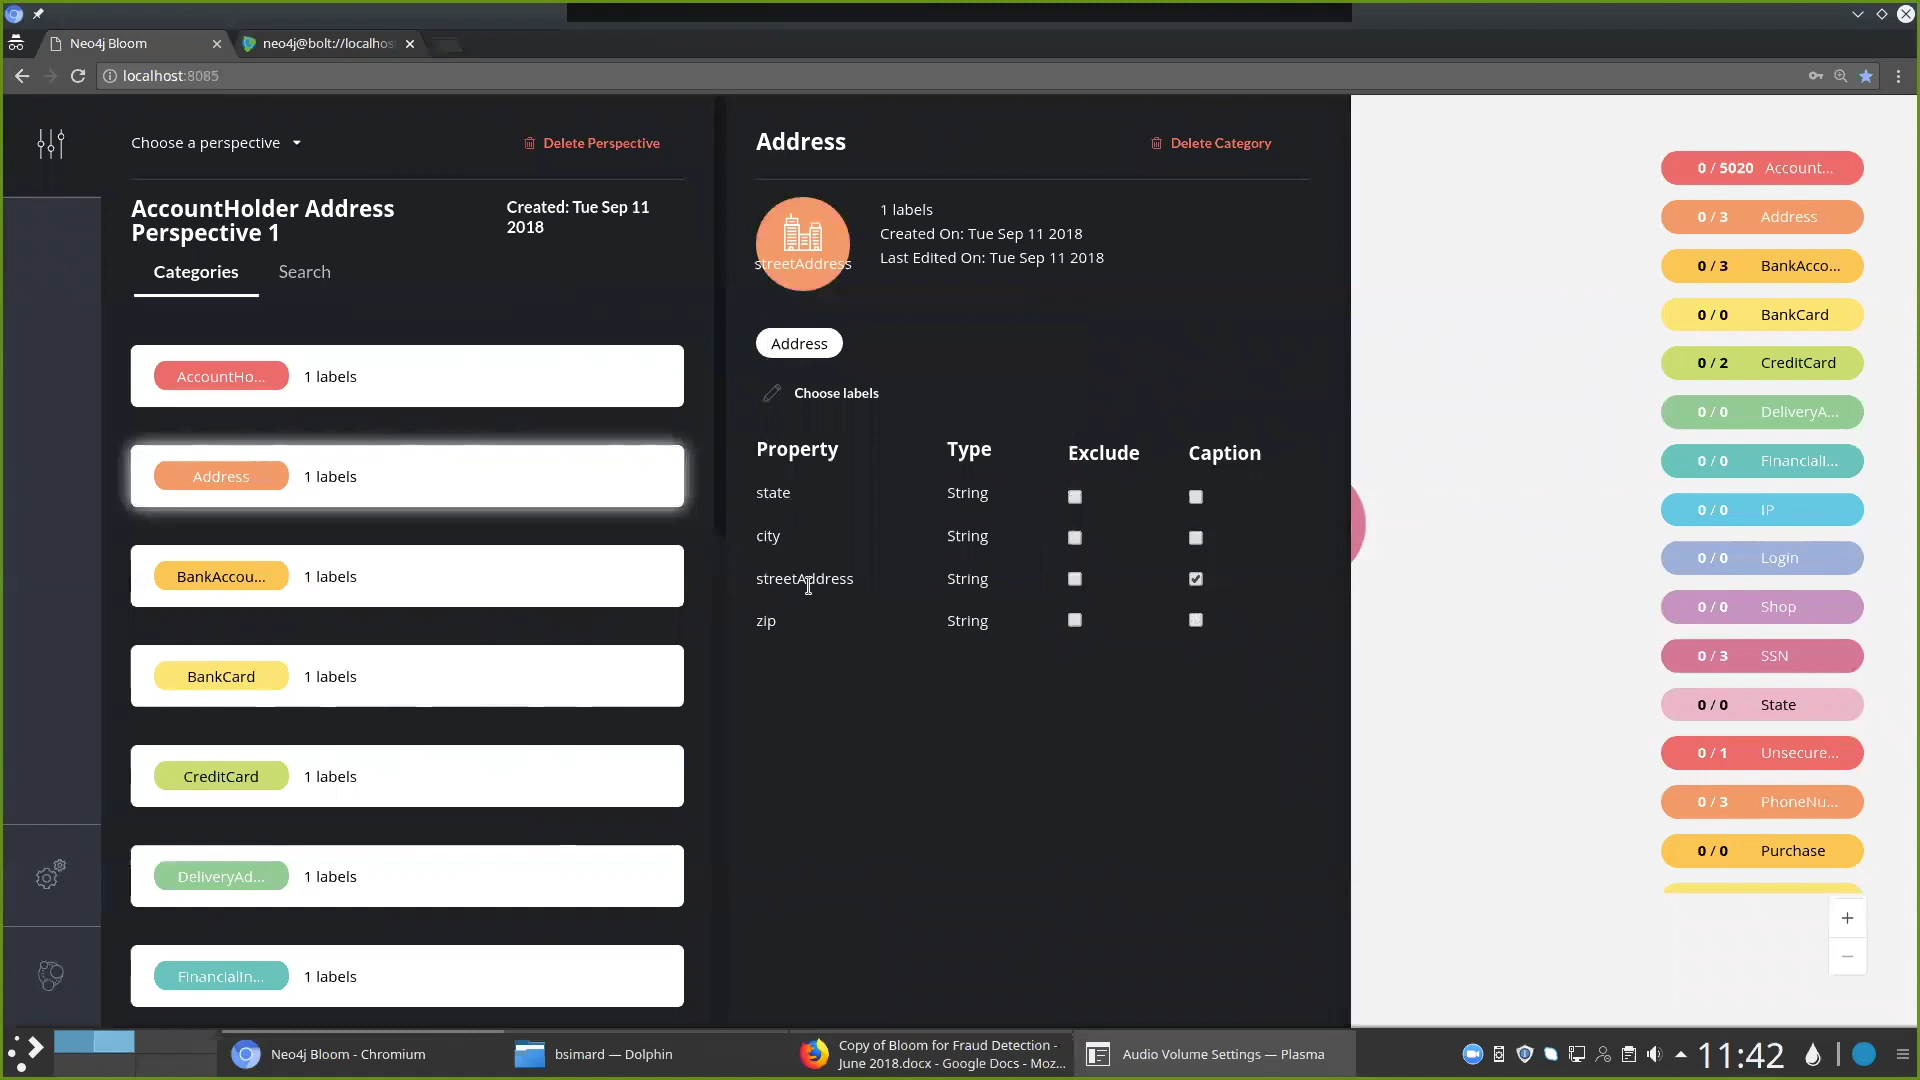 Neo4j Bloom
neo4j@bolt://localhos
localhost:8085
Choose a perspective
Delete Perspective
AccountHolder Address
Perspective 1
Created: Tue Sep 11
2018
Categories
Search
AccountHo...
1 labels
Address
1 labels
BankAccou...
1 labels
BankCard
1 labels
CreditCard
1 labels
DeliveryAd...
1 labels
FinancialIn...
1 labels
Address
Delete Category
streetAddress
1 labels
Created On: Tue Sep 11 2018
Last Edited On: Tue Sep 11 2018
Address
Choose labels
Property Type Exclude Caption
state String
city String
streetAddress String
zip String
0 / 5020 Account...
0 / 3 Address
0 / 3 BankAcco...
0 / 0 BankCard
0 / 2 CreditCard
0 / 0 DeliveryA...
0 / 0 FinancialI...
0 / 0 IP
0 / 0 Login
0 / 0 Shop
0 / 3 SSN
0 / 0 State
0 / 1 Unsecure...
0 / 3 PhoneNu...
0 / 0 Purchase
+
−
Neo4j Bloom - Chromium
bsimard — Dolphin
Copy of Bloom for Fraud Detection -
June 2018.docx - Google Docs - Moz...
Audio Volume Settings — Plasma
11:42